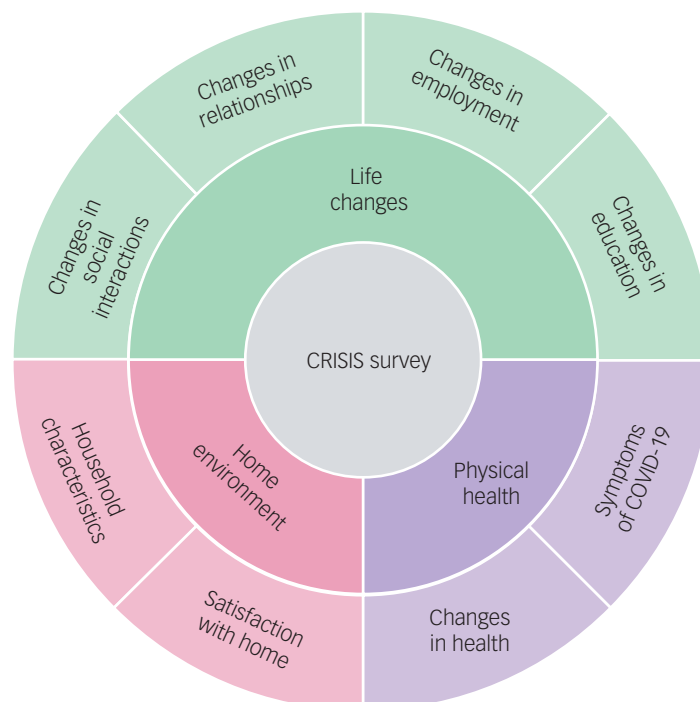 Changes in
relationships
Changes in
employment
Changes in
social
interactions
Life
changes
Changes in
education
CRISIS survey
Household
characteristics
Home
environment
Physical
health
Symptoms
of COVID-19
Satisfaction
with home
Changes
in health